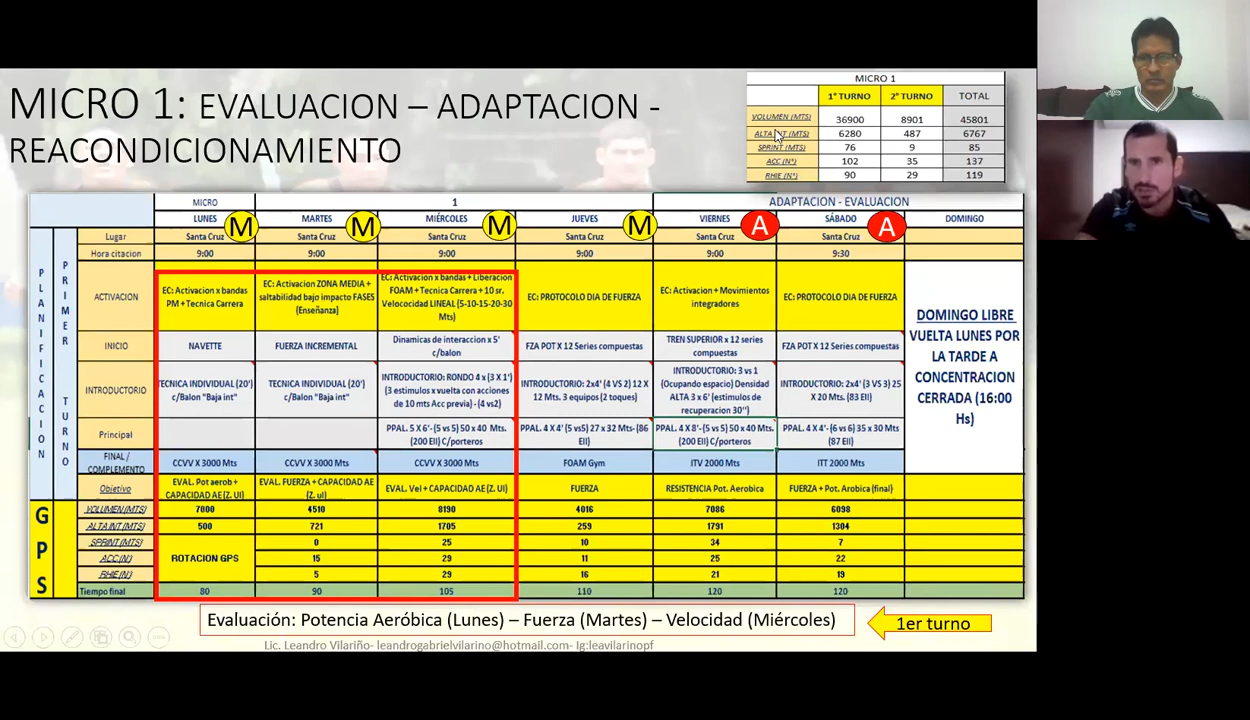 MICRO 1: EVALUACION – ADAPTACION -
REACONDICIONAMIENTO
MICRO 1
1° TURNO 2° TURNO TOTAL
VOLUMEN (MTS) 36900 8901 45801
ALTA INT (MTS) 6280 487 6767
SPRINT (MTS) 76 9 85
ACC (N°) 102 35 137
RHIE (N°) 90 29 119
MICRO 1 ADAPTACION - EVALUACION
LUNES M MARTES M MIÉRCOLES M JUEVES M VIERNES A SÁBADO A DOMINGO
PLANIFICACION
PRIMER TURNO
Lugar Santa Cruz Santa Cruz Santa Cruz Santa Cruz Santa Cruz Santa Cruz
Hora citacion 9:00 9:00 9:00 9:00 9:00 9:30
ACTIVACION
EC: Activacion x bandas
PM + Tecnica Carrera
EC: Activacion ZONA MEDIA +
saltabilidad bajo impacto FASES
(Enseñanza)
EC: Activacion x bandas + Liberacion
FOAM + Tecnica Carrera + 10 sr.
Velococidad LINEAL (5-10-15-20-30
Mts)
EC: PROTOCOLO DIA DE FUERZA
EC: Activacion + Movimientos
integradores
EC: PROTOCOLO DIA DE FUERZA
INICIO
NAVETTE
FUERZA INCREMENTAL
Dinamicas de interaccion x 5'
c/balon
FZA POT X 12 Series compuestas
TREN SUPERIOR x 12 series
compuestas
FZA POT X 12 Series compuestas
INTRODUCTORIO
TECNICA INDIVIDUAL (20')
c/Balon "Baja int"
TECNICA INDIVIDUAL (20')
c/Balon "Baja int"
INTRODUCTORIO: RONDO 4 x (3 X 1')
(3 estimulos x vuelta con acciones
de 10 mts Acc previa) - (4 vs2)
INTRODUCTORIO: 2x4' (4 VS 2) 12 X
12 Mts. 3 equipos (2 toques)
INTRODUCTORIO: 3 vs 1
(Ocupando espacio) Densidad
ALTA 3 x 6' (estimulos de
recuperacion 30'')
INTRODUCTORIO: 2x4' (3 VS 3) 25
X 20 Mts. (83 EII)
Principal
PPAL. 5 X 6'- (5 vs 5) 50 x 40 Mts.
(200 EII) C/porteros
PPAL. 4 X 4' (5 vs5) 27 x 32 Mts- (86
EII)
PPAL. 4 X 8'- (5 vs 5) 50 x 40 Mts.
(200 EII) C/porteros
PPAL. 4 X 4'- (6 vs 6) 35 x 30 Mts
(87 EII)
FINAL /
COMPLEMENTO
CCVV X 3000 Mts CCVV X 3000 Mts CCVV X 3000 Mts FOAM Gym ITV 2000 Mts ITT 2000 Mts
Objetivo
EVAL. Pot aerob +
CAPACIDAD AE (Z. UI)
EVAL. FUERZA + CAPACIDAD AE
(Z. ui)
EVAL. Vel + CAPACIDAD AE (Z. UI)
FUERZA
RESISTENCIA Pot. Aerobica
FUERZA + Pot. Arobica (final)
DOMINGO LIBRE
VUELTA LUNES POR
LA TARDE A
CONCENTRACION
CERRADA (16:00
Hs)
GPS
VOLUMEN (MTS) 7000 4510 8190 4016 7086 6098
ALTA INT (MTS) 500 721 1705 259 1791 1304
SPRINT (MTS) 0 25 10 34 7
ROTACION GPS
ACC (N°) 15 29 11 25 22
RHIE (N°) 5 29 16 21 19
Tiempo final 80 90 105 110 120 120
Evaluación: Potencia Aeróbica (Lunes) – Fuerza (Martes) – Velocidad (Miércoles)
1er turno
Lic. Leandro Vilariño- leandrogabrielvilarino@hotmail.com- Ig:leavilarinopf